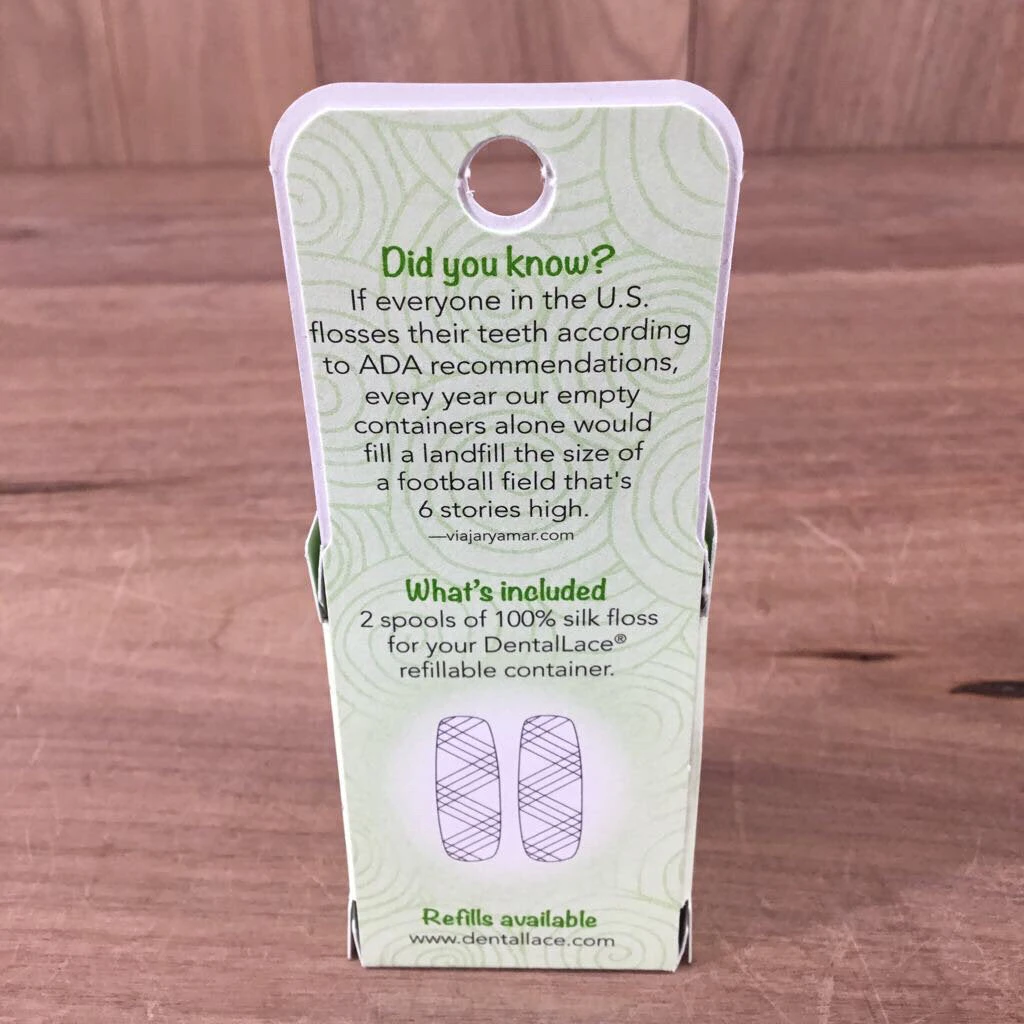 Did you know?
If everyone in the U.S.
flosses their teeth according
to ADA recommendations,
every year our empty
containers alone would
fill a landfill the size of
a football field that's
6 stories high.
—viajaryamar.com
What's included
2 spools of 100% silk floss
for your DentalLace®
refillable container.
Refills available
www.dentallace.com